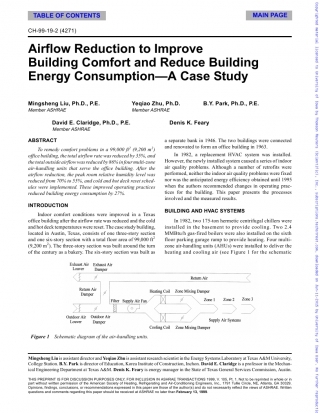 TABLE OF CONTENTS
MAIN PAGE
CH-99-19-2 (4271)
Airflow Reduction to Improve
Building Comfort and Reduce Building
Energy Consumption—A Case Study
Mingsheng Liu, Ph.D., P.E.
Member ASHRAE
Yeqiao Zhu, Ph.D.
Member ASHRAE
B.Y. Park, Ph.D., P.E.
David E. Claridge, Ph.D., P.E.
Member ASHRAE
Denis K. Feary
ABSTRACT
To remedy comfort problems in a 99,000 ft² (9,200 m²)
office building, the total airflow rate was reduced by 35%, and
the total outside airflow was reduced by 86% in four multi-zone
air-handling units that serve the office building. After the
airflow reduction, the peak room relative humidity level was
reduced from 70% to 55%, and cold and hot deck reset sched-
ules were implemented. These improved operating practices
reduced building energy consumption by 27%.
INTRODUCTION
Indoor comfort conditions were improved in a Texas
office building after the airflow was reduced and the cold
and hot deck temperatures were reset. The case study building,
located in Austin, Texas, consists of one three-story section
and one six-story section with a total floor area of 99,000 ft²
(9,200 m²). The three-story section was built around the turn
of the century as a bakery. The six-story section was built as
a separate bank in 1946. The two buildings were connected
and renovated to form an office building in 1963.
In 1982, a replacement HVAC system was installed.
However, the newly installed system caused a series of indoor
air quality problems. Although a number of retrofits were
performed, neither the indoor air quality problems were fixed
nor was the anticipated energy efficiency obtained until 1995
when the authors recommended changes in operating prac-
tices for the building. This paper presents the processes
involved and the measured results.
BUILDING AND HVAC SYSTEMS
In 1982, two 175-ton hermetic centrifugal chillers were
installed in the basement to provide cooling. Two 2.4
MMBtu/h gas-fired boilers were also installed on the sixth
floor parking garage ramp to provide heating. Four multi-
zone air-handling units (AHUs) were installed to deliver the
heating and cooling air (see Figure 1 for the schematic
Exhaust Air
Louver
Exhaust Air
Damper
Return Air
Return Air
Damper
Filter
Supply Air Fan
Heating Coil
Zone Mixing Damper
Zone 1
Zone 2
Zone 3
Outdoor Air
Louver
Outdoor Air
Damper
Supply Air Systems
Cooling Coil
Zone Mixing Damper
Figure 1 Schematic diagram of the air-handling units.
Mingsheng Liu is assistant director and Yeqiao Zhu is assistant research scientist in the Energy Systems Laboratory at Texas A&M University,
College Station. B.Y. Park is director of Education, Korea Institute of Construction, Inchon. David E. Claridge is a professor in the Mechan-
ical Engineering Department at Texas A&M. Denis K. Feary is energy manager in the State of Texas General Services Commission, Austin.
THIS PREPRINT IS FOR DISCUSSION PURPOSES ONLY, FOR INCLUSION IN ASHRAE TRANSACTIONS 1999, V. 105, Pt. 1. Not to be reprinted in whole or in
part without written permission of the American Society of Heating, Refrigerating and Air-Conditioning Engineers, Inc., 1791 Tullie Circle, NE, Atlanta, GA 30329.
Opinions, findings, conclusions, or recommendations expressed in this paper are those of the author(s) and do not necessarily reflect the views of ASHRAE. Written
questions and comments regarding this paper should be received at ASHRAE no later than February 13, 1999.